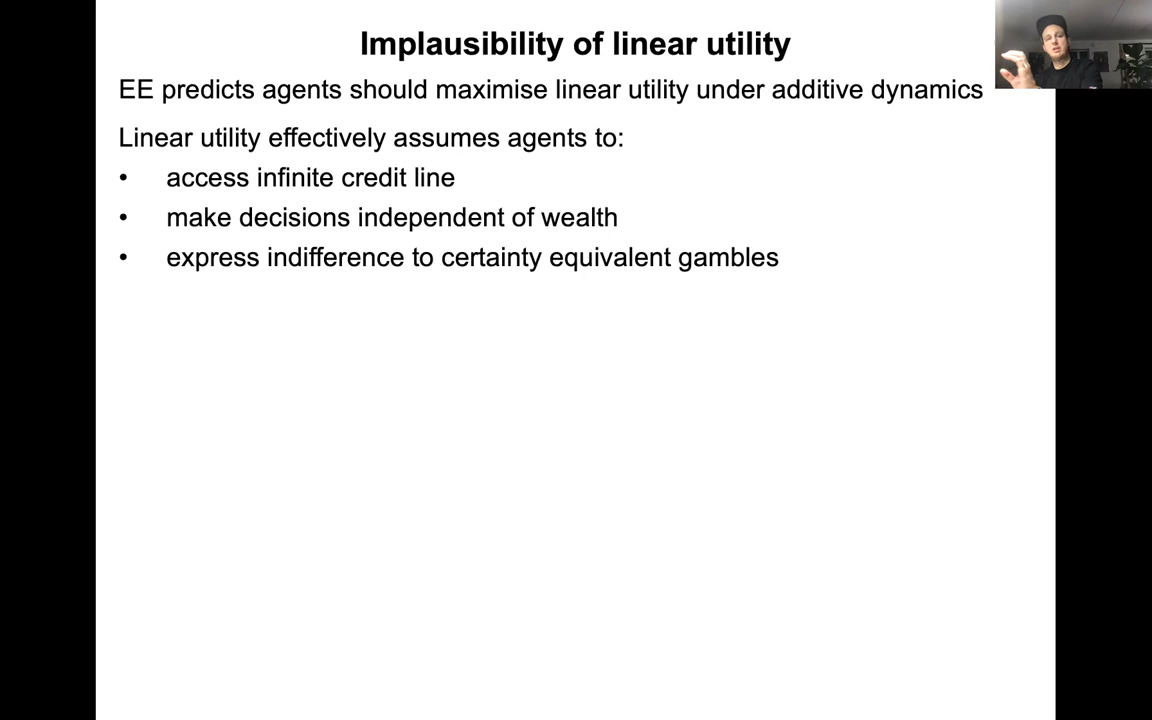 Implausibility of linear utility
EE predicts agents should maximise linear utility under additive dynamics
Linear utility effectively assumes agents to:
• access infinite credit line
• make decisions independent of wealth
• express indifference to certainty equivalent gambles